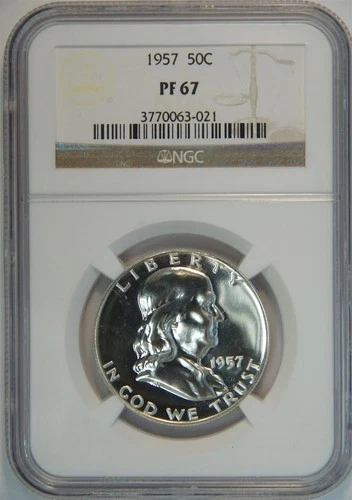 1957 50C
PF 67
3770063-021
NGC
LIBERTY
1957
IN GOD WE TRUST